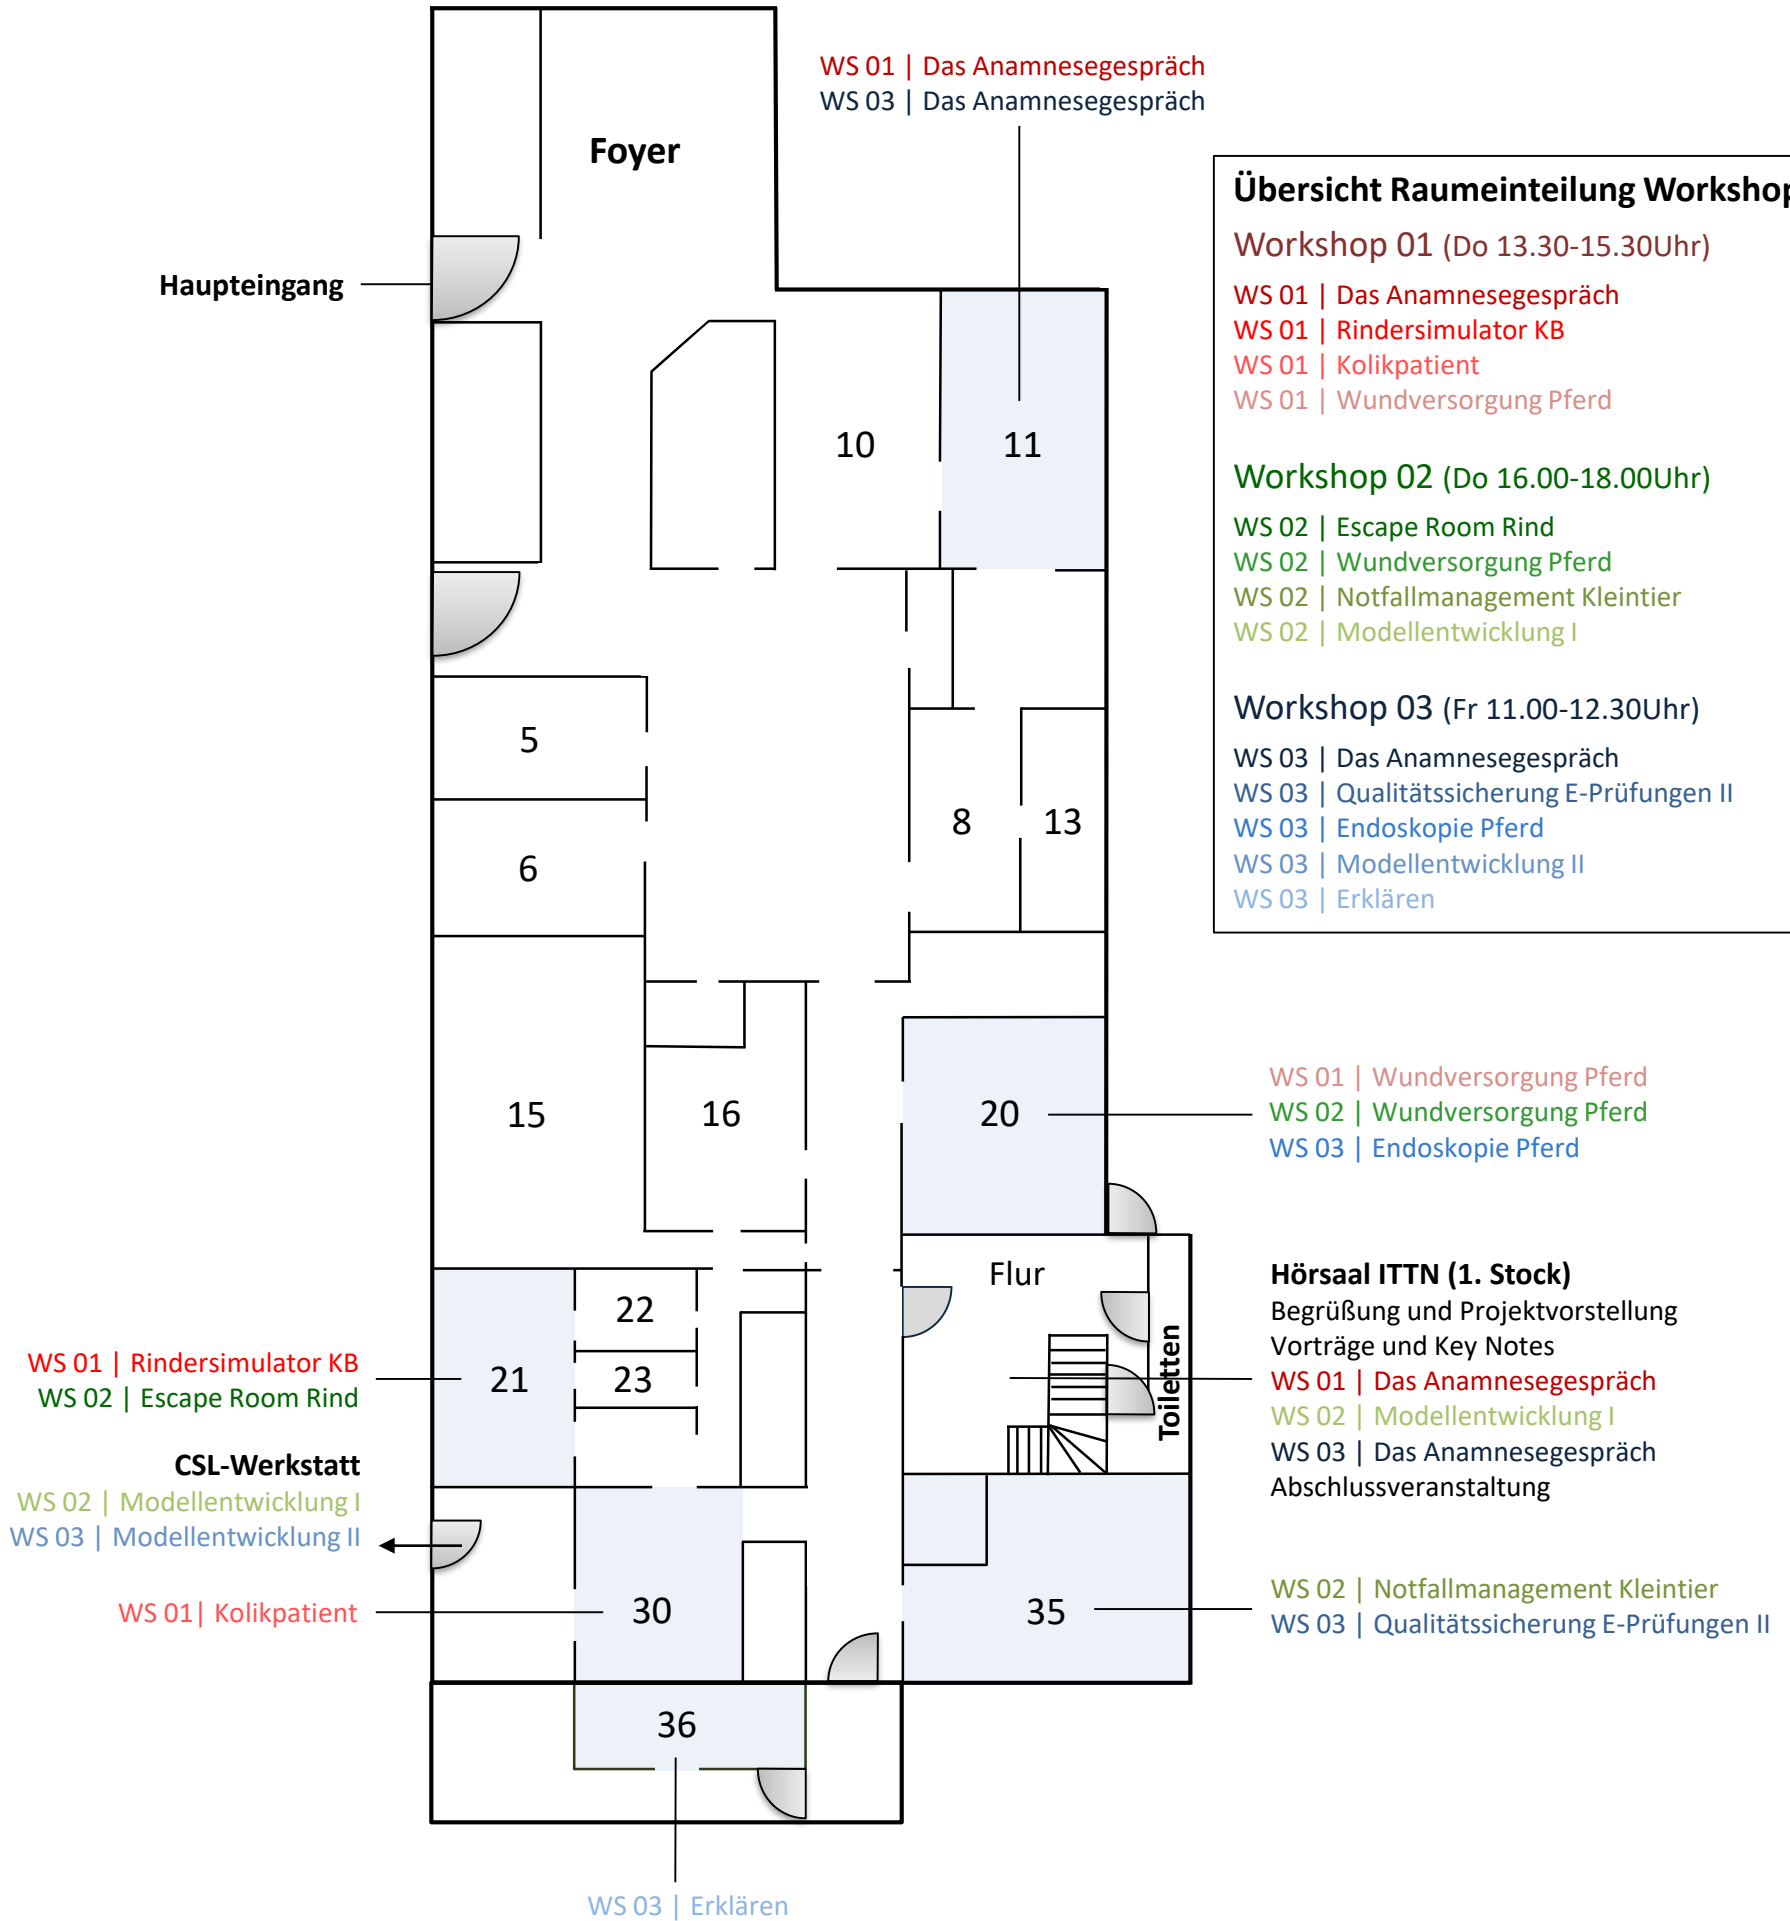 WS 01 | Das Anamnesegespräch
WS 03 | Das Anamnesegespräch
Foyer
Haupteingang
Übersicht Raumeinteilung Workshop
Workshop 01 (Do 13.30-15.30Uhr)
WS 01 | Das Anamnesegespräch
WS 01 | Rindersimulator KB
WS 01 | Kolikpatient
WS 01 | Wundversorgung Pferd
Workshop 02 (Do 16.00-18.00Uhr)
WS 02 | Escape Room Rind
WS 02 | Wundversorgung Pferd
WS 02 | Notfallmanagement Kleintier
WS 02 | Modellentwicklung I
Workshop 03 (Fr 11.00-12.30Uhr)
WS 03 | Das Anamnesegespräch
WS 03 | Qualitätssicherung E-Prüfungen II
WS 03 | Endoskopie Pferd
WS 03 | Modellentwicklung II
WS 03 | Erklären
10
11
5
6
8
13
15
16
20
WS 01 | Wundversorgung Pferd
WS 02 | Wundversorgung Pferd
WS 03 | Endoskopie Pferd
Flur
Toiletten
Hörsaal ITTN (1. Stock)
Begrüßung und Projektvorstellung
Vorträge und Key Notes
WS 01 | Das Anamnesegespräch
WS 02 | Modellentwicklung I
WS 03 | Das Anamnesegespräch
Abschlussveranstaltung
22
23
21
WS 01 | Rindersimulator KB
WS 02 | Escape Room Rind
CSL-Werkstatt
WS 02 | Modellentwicklung I
WS 03 | Modellentwicklung II
WS 01| Kolikpatient
30
35
WS 02 | Notfallmanagement Kleintier
WS 03 | Qualitätssicherung E-Prüfungen II
36
WS 03 | Erklären